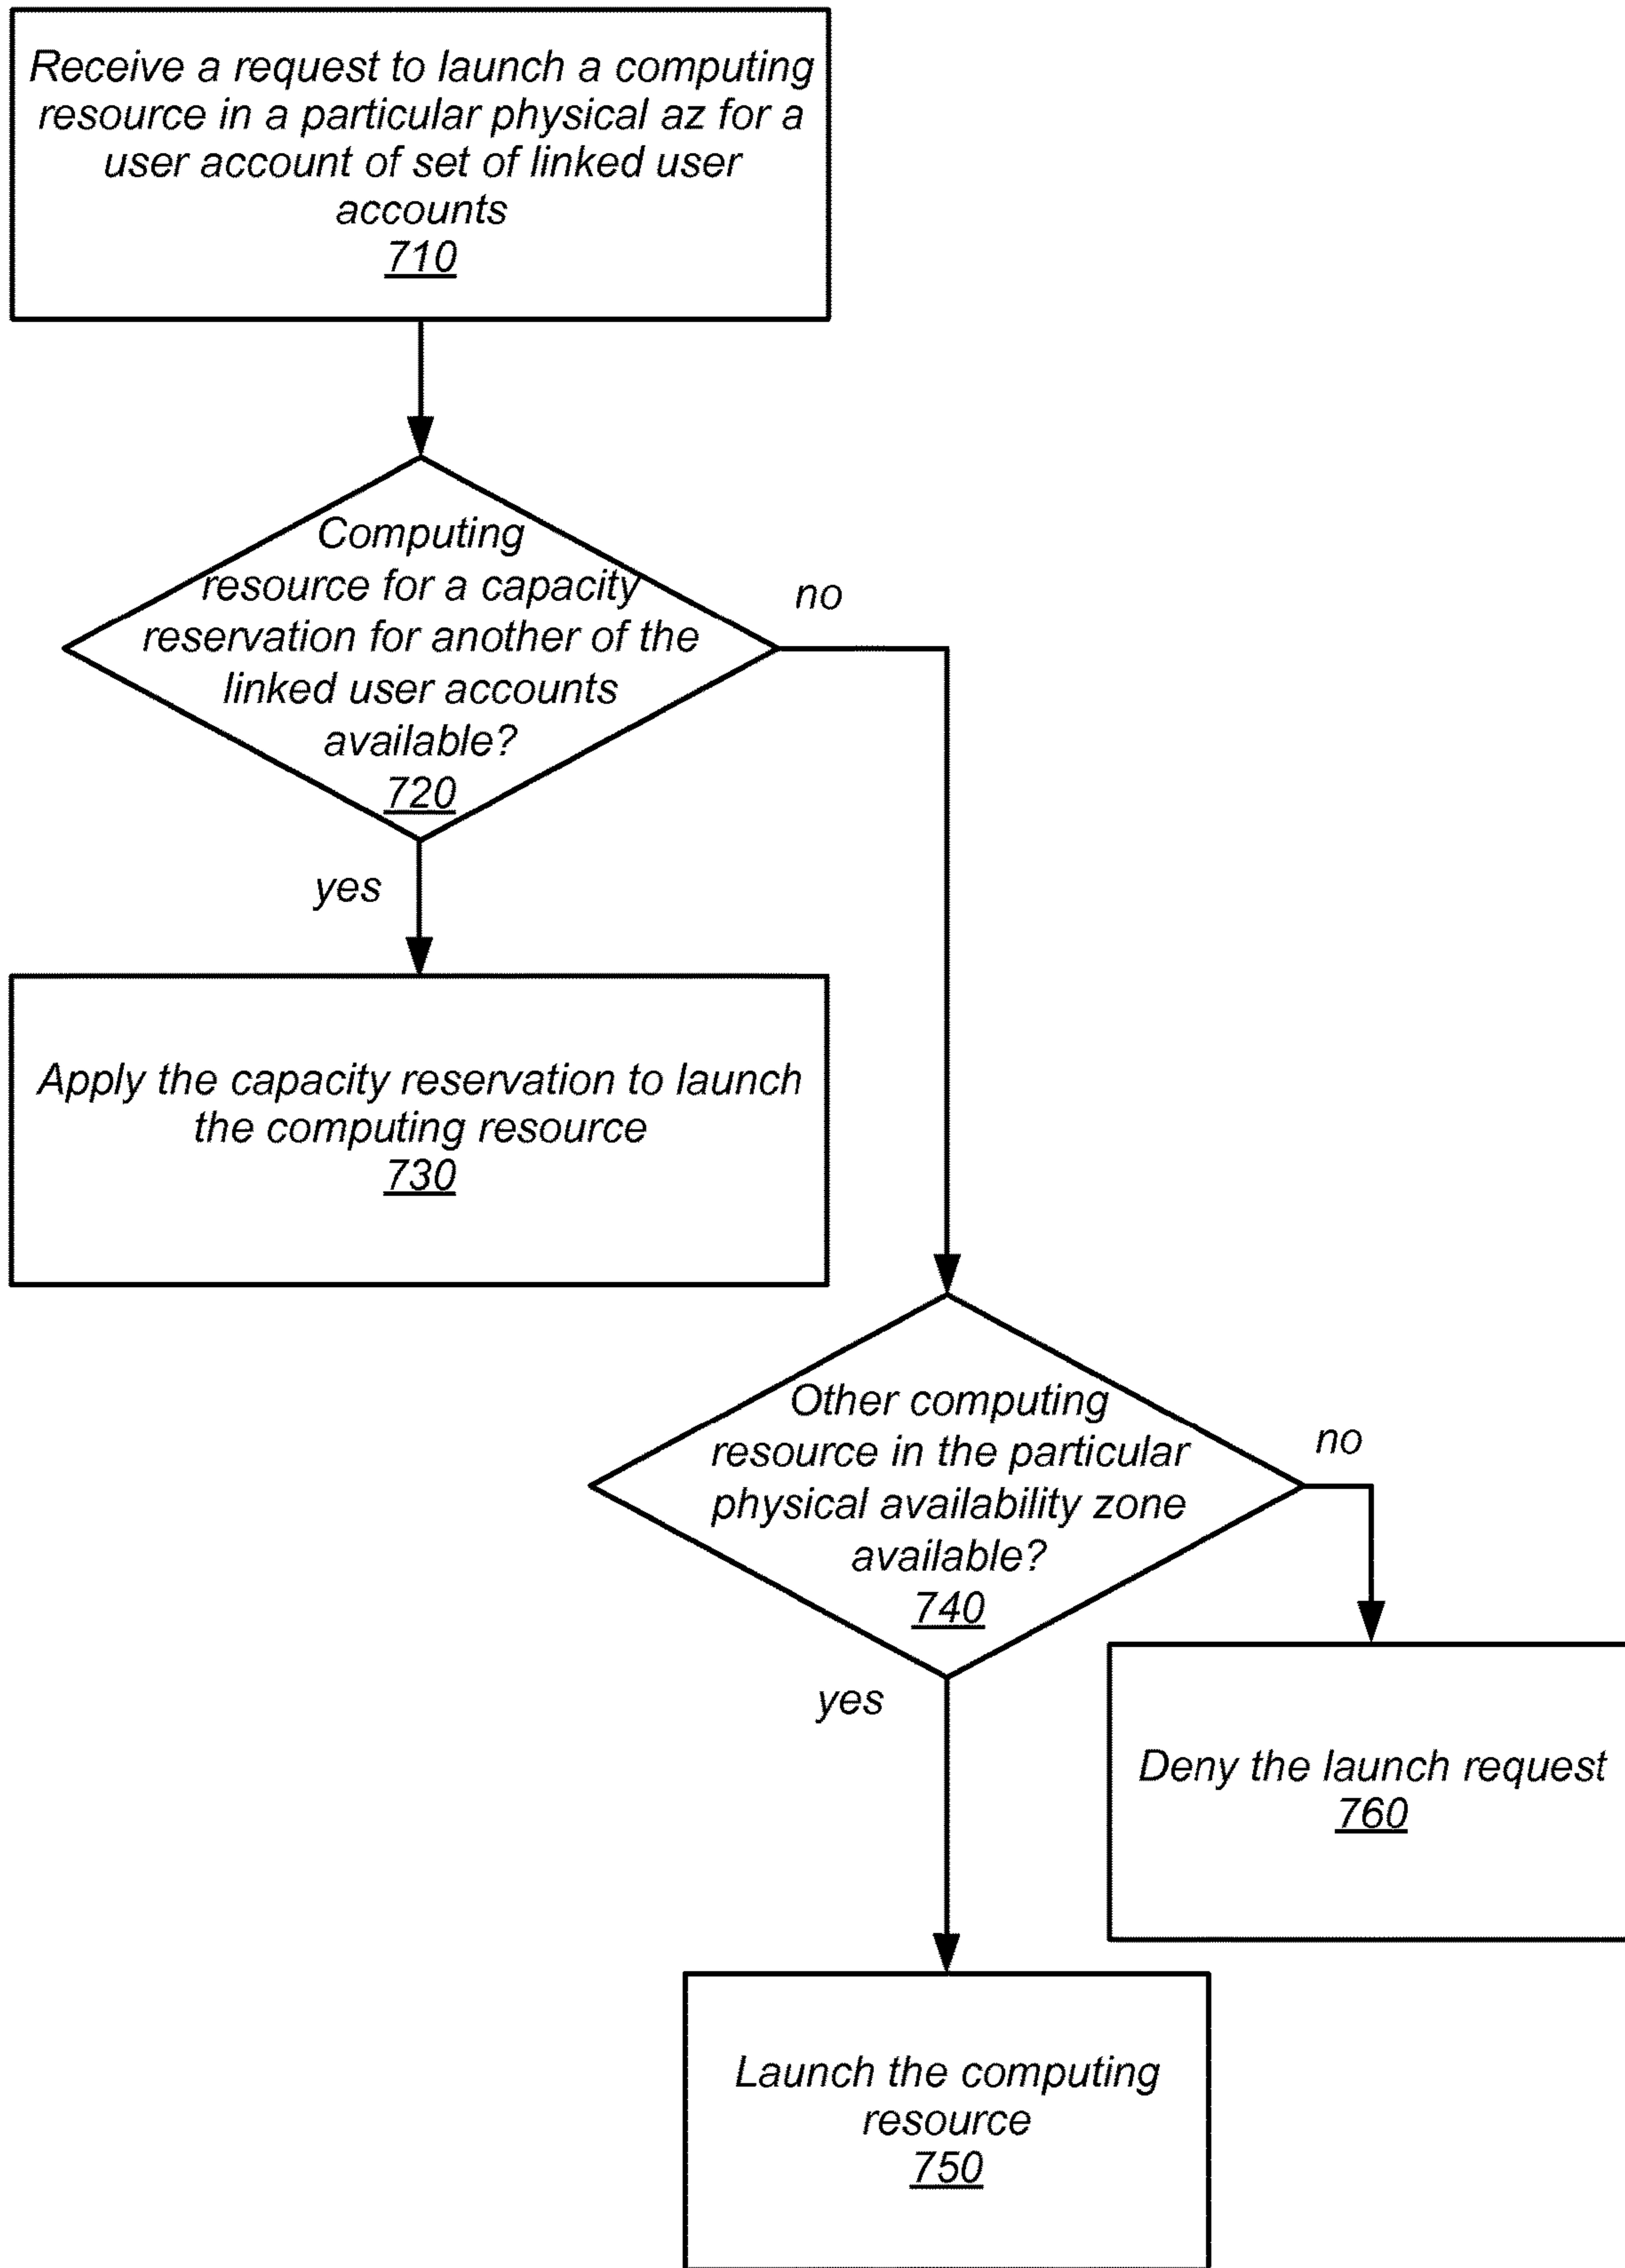 Receive a request to launch a computing
resource in a particular physical az for a
user account of set of linked user
accounts
710
Computing
resource for a capacity
reservation for another of the
linked user accounts
available?
720
no
yes
Apply the capacity reservation to launch
the computing resource
730
Other computing
resource in the particular
physical availability zone
available?
740
no
yes
Deny the launch request
760
Launch the computing
resource
750